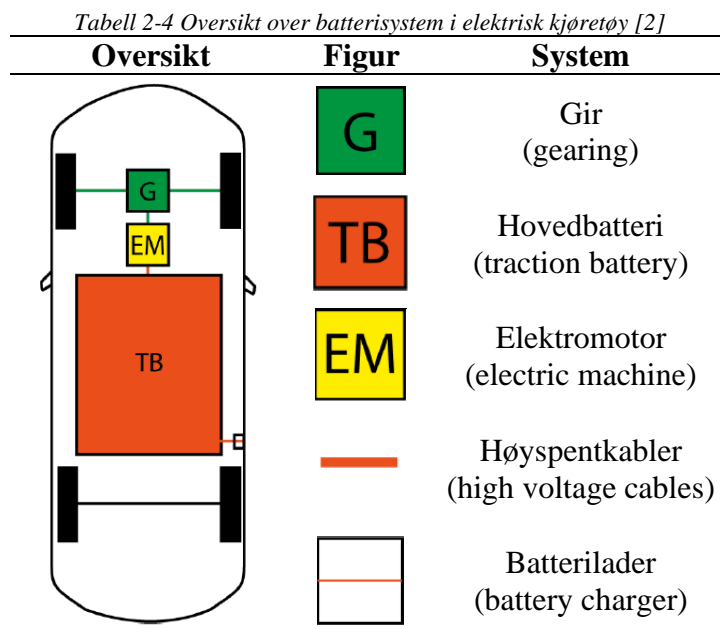 Tabell 2-4 Oversikt over batterisystem i elektrisk kjøretøy [2]
Oversikt Figur System
G
EM
TB
G
Gir
(gearing)
TB
Hovedbatteri
(traction battery)
EM
Elektromotor
(electric machine)
Høyspentkabler
(high voltage cables)
Batterilader
(battery charger)